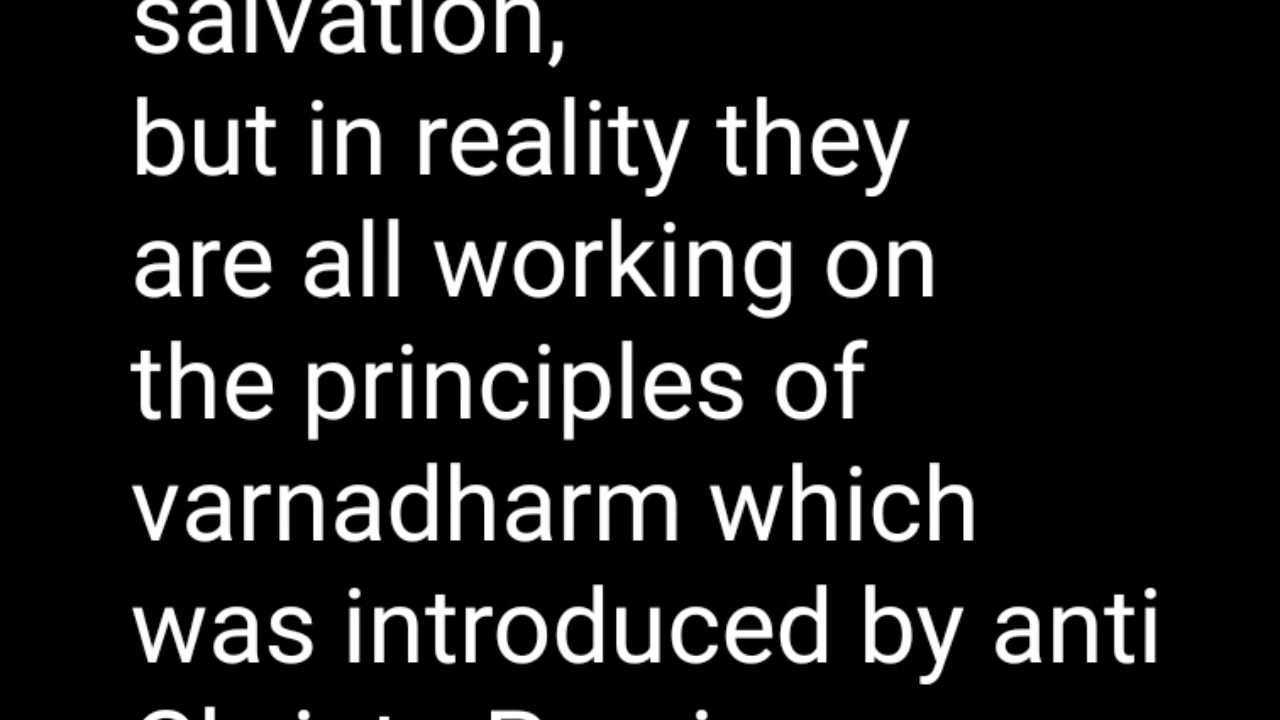 salvation,
but in reality they
are all working on
the principles of
varnadharm which
was introduced by anti